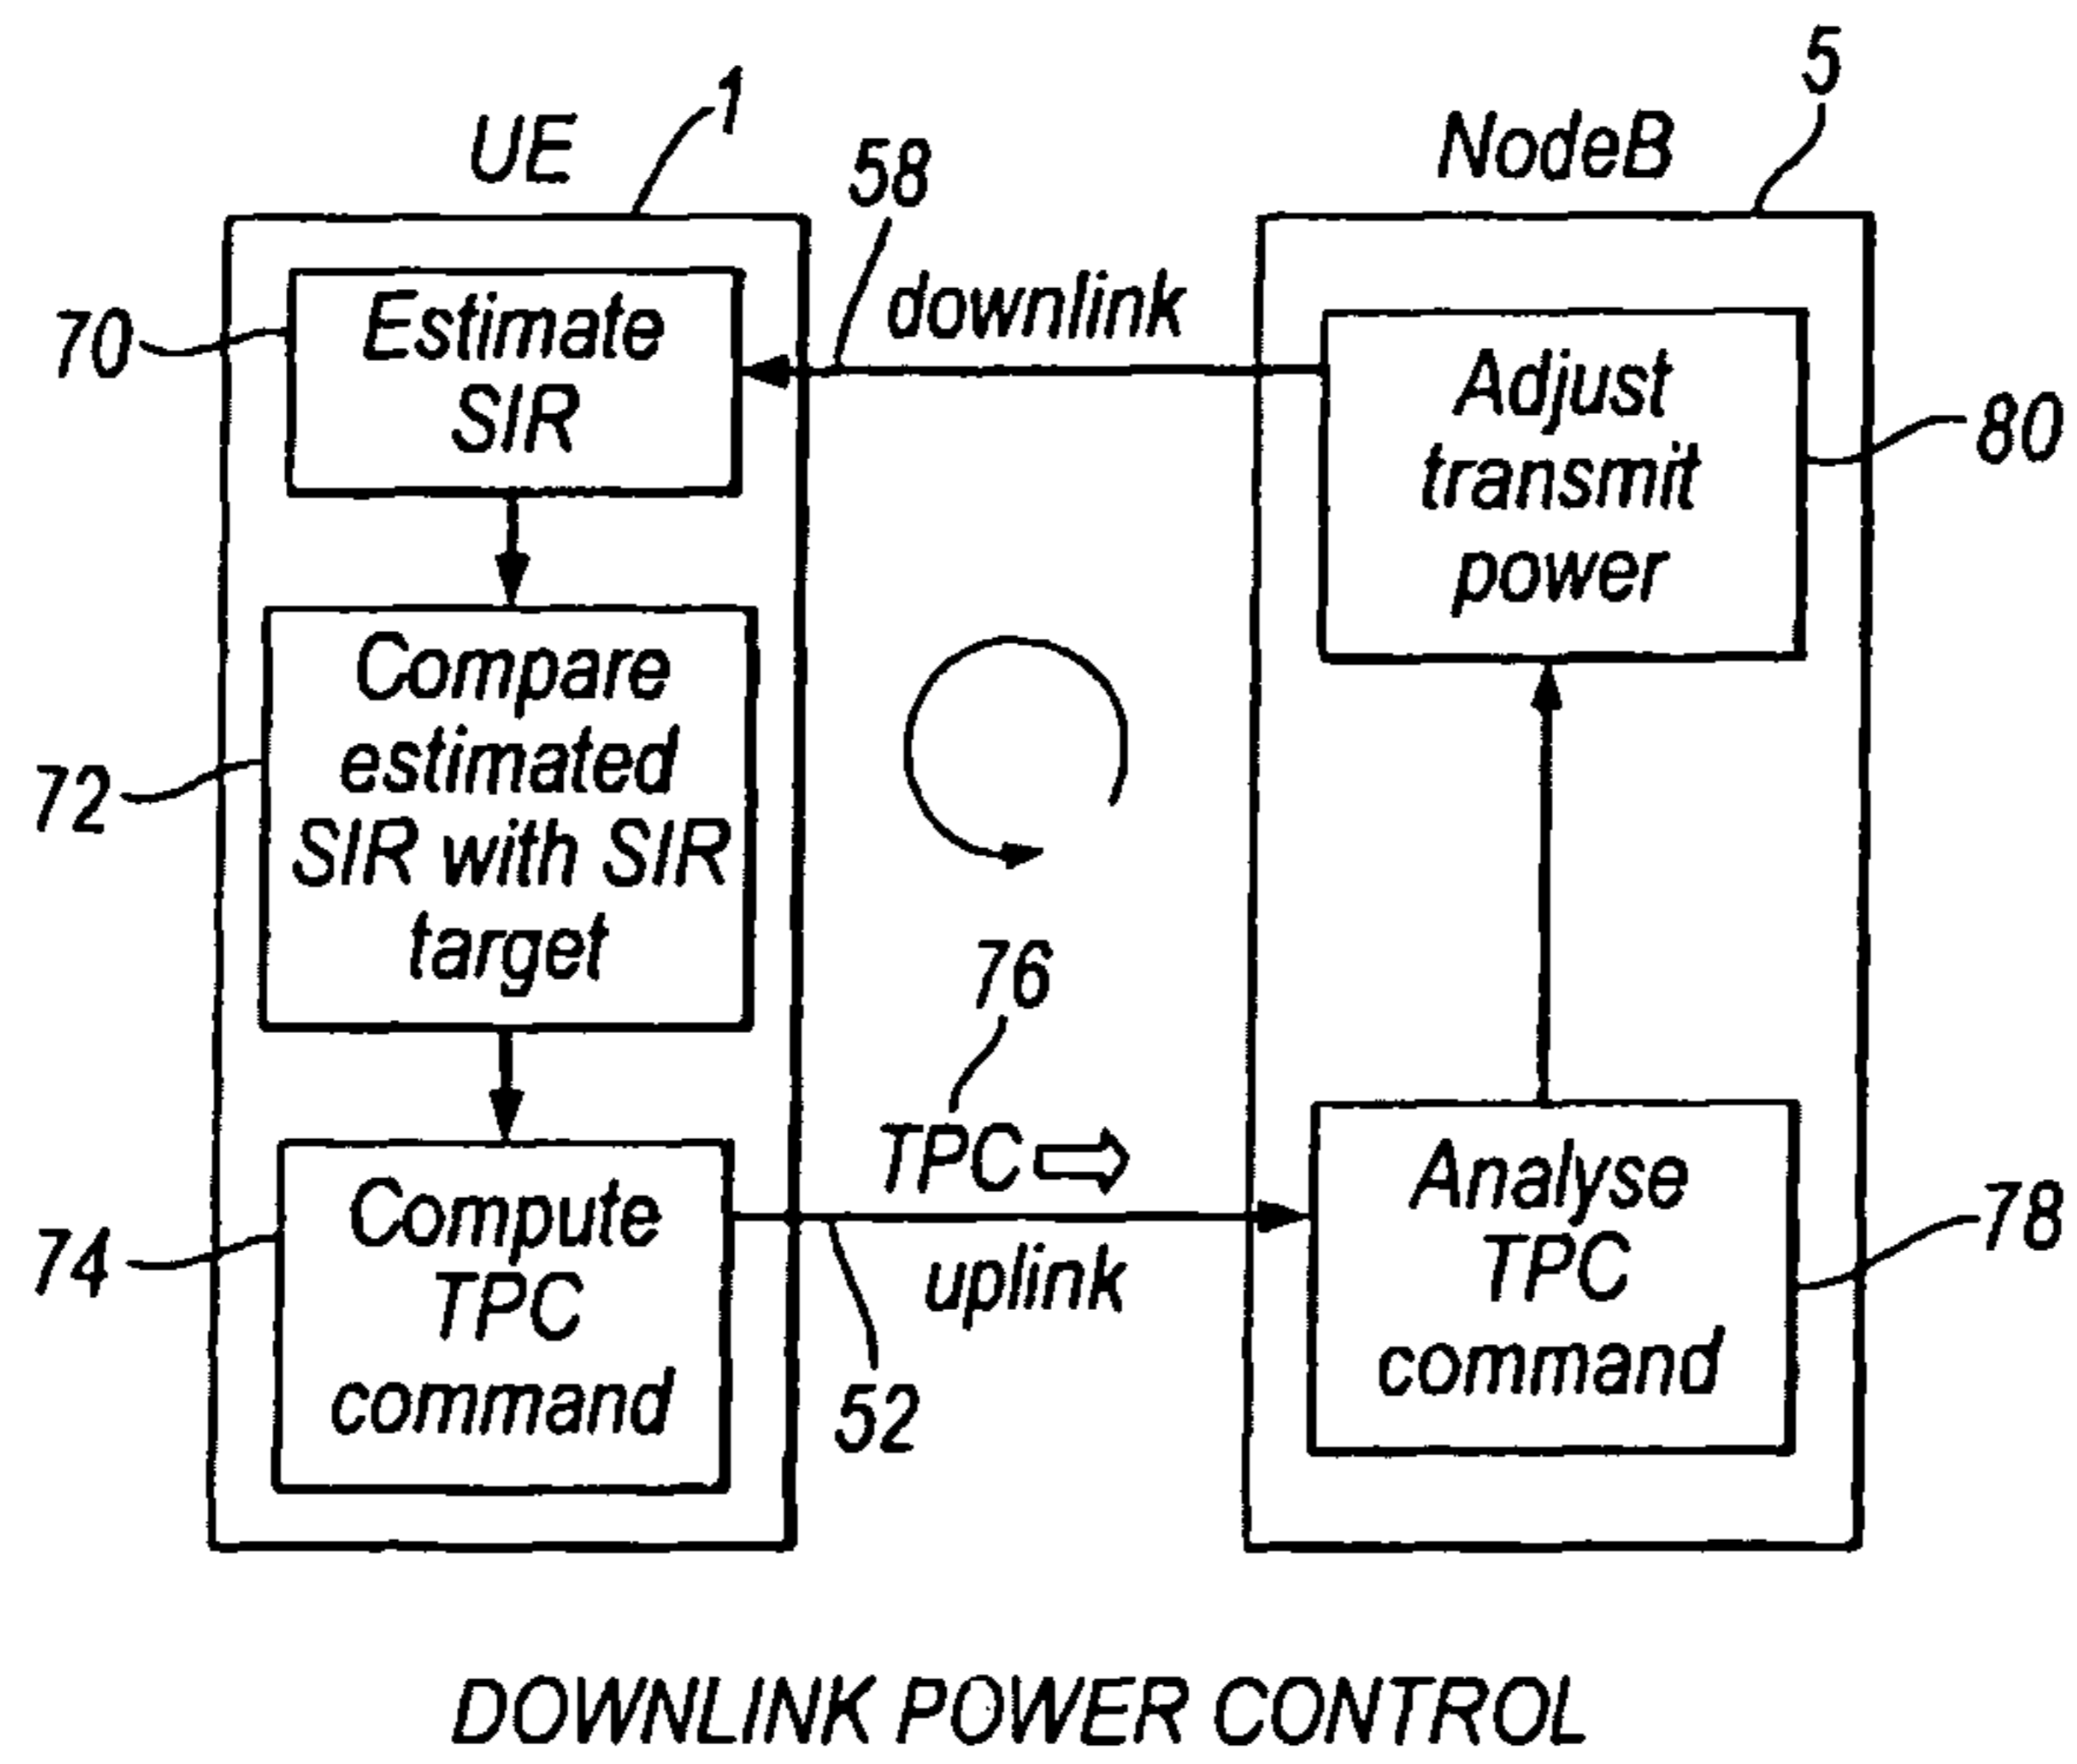 1
5
UE
NodeB
58
downlink
70
Estimate
SIR
Adjust
transmit
power
80
72
Compare
estimated
SIR with SIR
target
76
TPC
74
Compute
TPC
command
uplink
52
Analyse
TPC
command
78
DOWNLINK POWER CONTROL